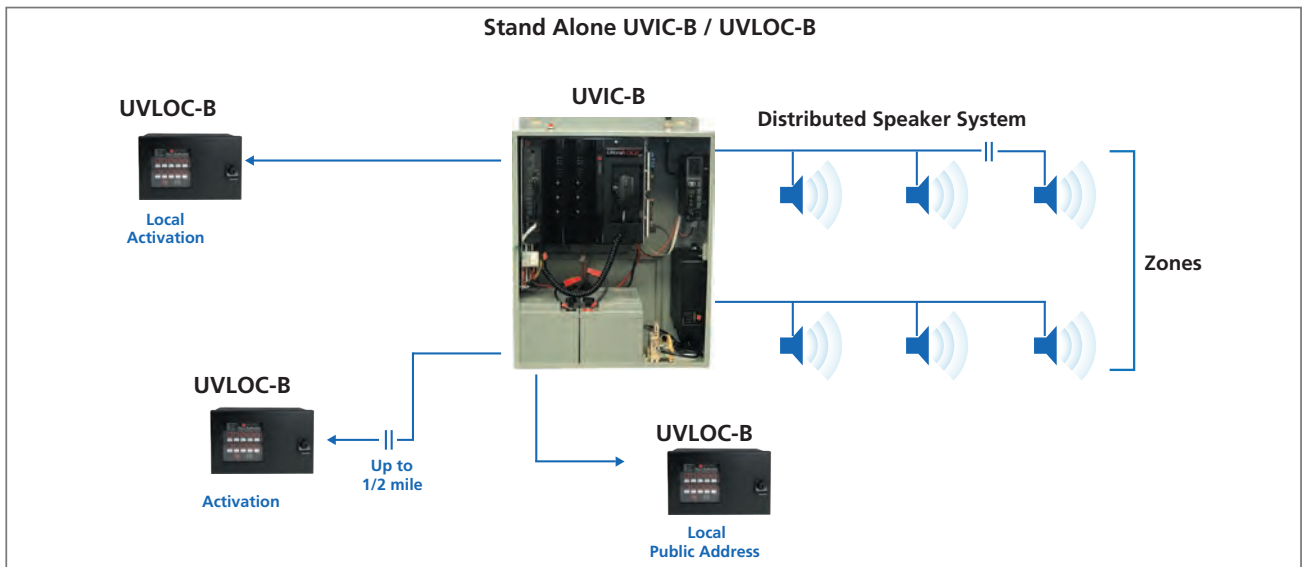 Stand Alone UVIC-B / UVLOC-B
UVLOC-B
Local
Activation
UVIC-B
Distributed Speaker System
Zones
UVLOC-B
Activation
Up to
1/2 mile
UVLOC-B
Local
Public Address